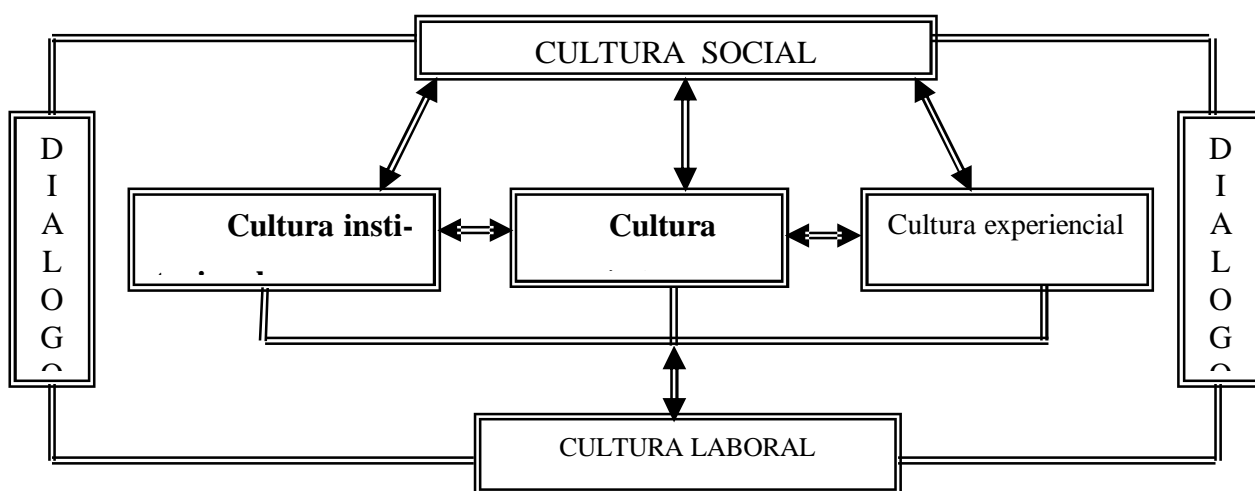 CULTURA SOCIAL
D
I
A
L
O
G
Cultura insti-
Cultura
Cultura experiencial
D
I
A
L
O
G
CULTURA LABORAL